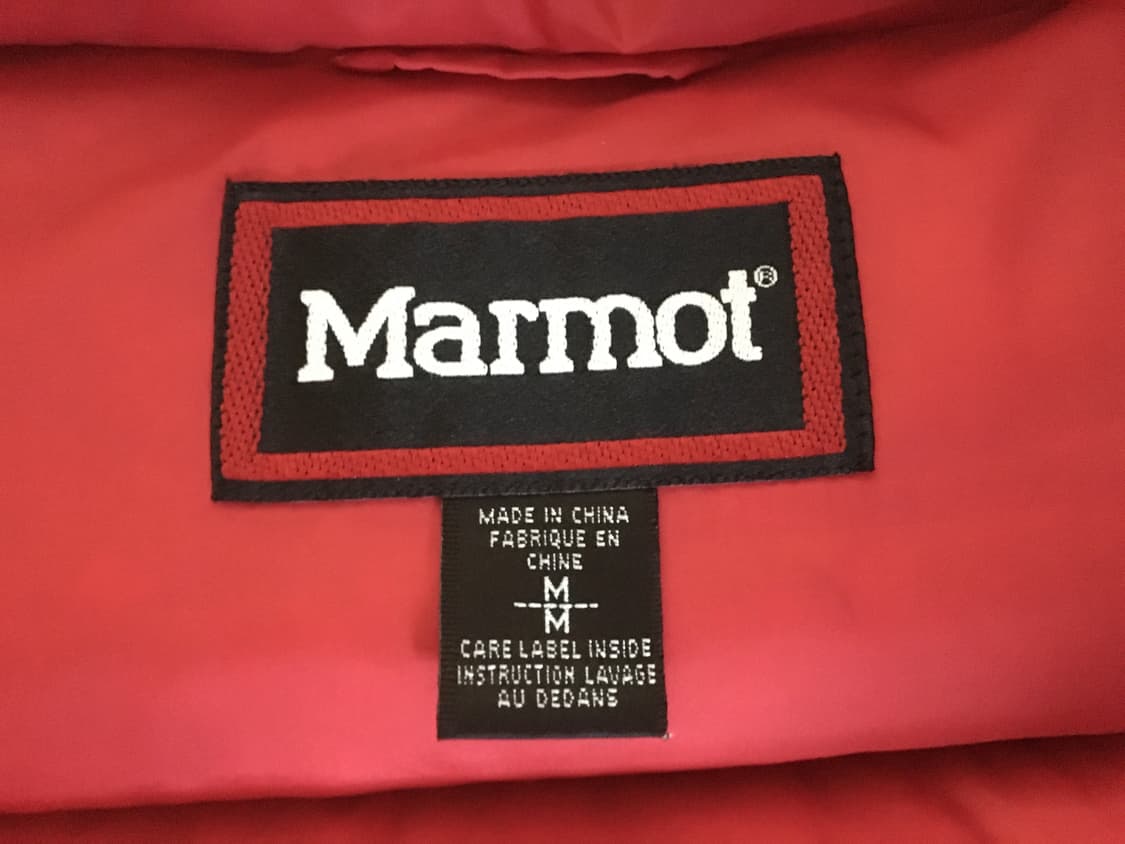 Marmot®
MADE IN CHINA
FABRIQUE EN
CHINE
M
M
CARE LABEL INSIDE
INSTRUCTION LAVAGE
AU DEDANS